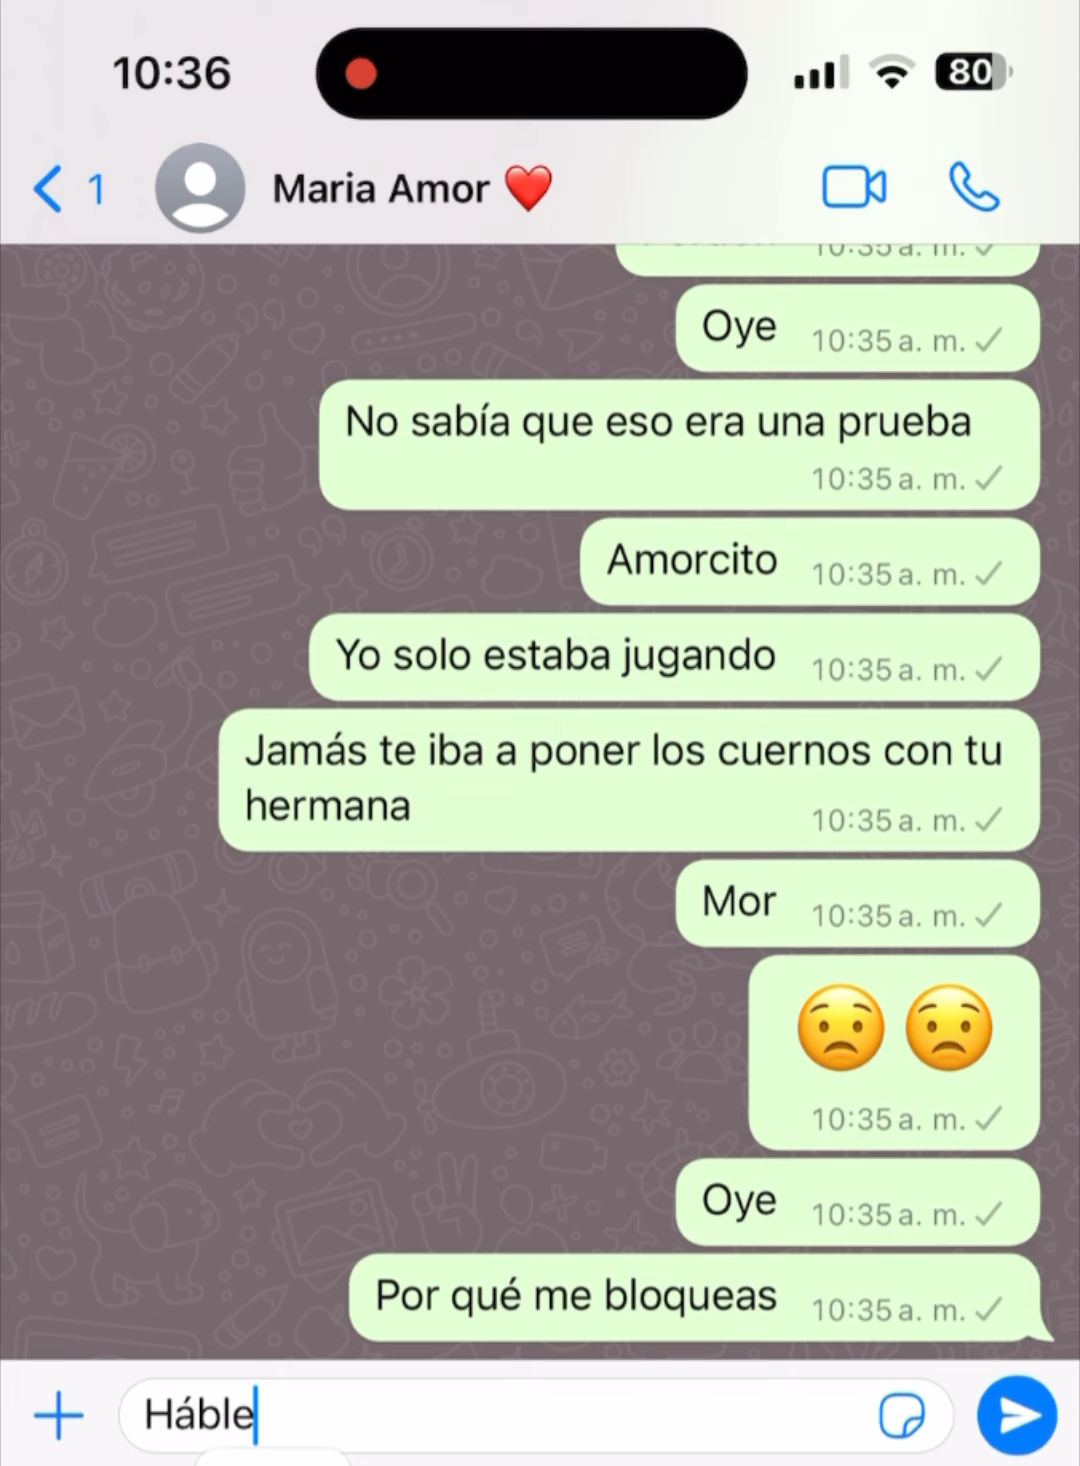 10:36
80
1
Maria Amor ❤️
10:35 a. m.
Oye
10:35 a. m.
No sabía que eso era una prueba
10:35 a. m.
Amorcito
10:35 a. m.
Yo solo estaba jugando
10:35 a. m.
Jamás te iba a poner los cuernos con tu
hermana
10:35 a. m.
Mor
10:35 a. m.
😟 😟
10:35 a. m.
Oye
10:35 a. m.
Por qué me bloqueas
10:35 a. m.
Háble